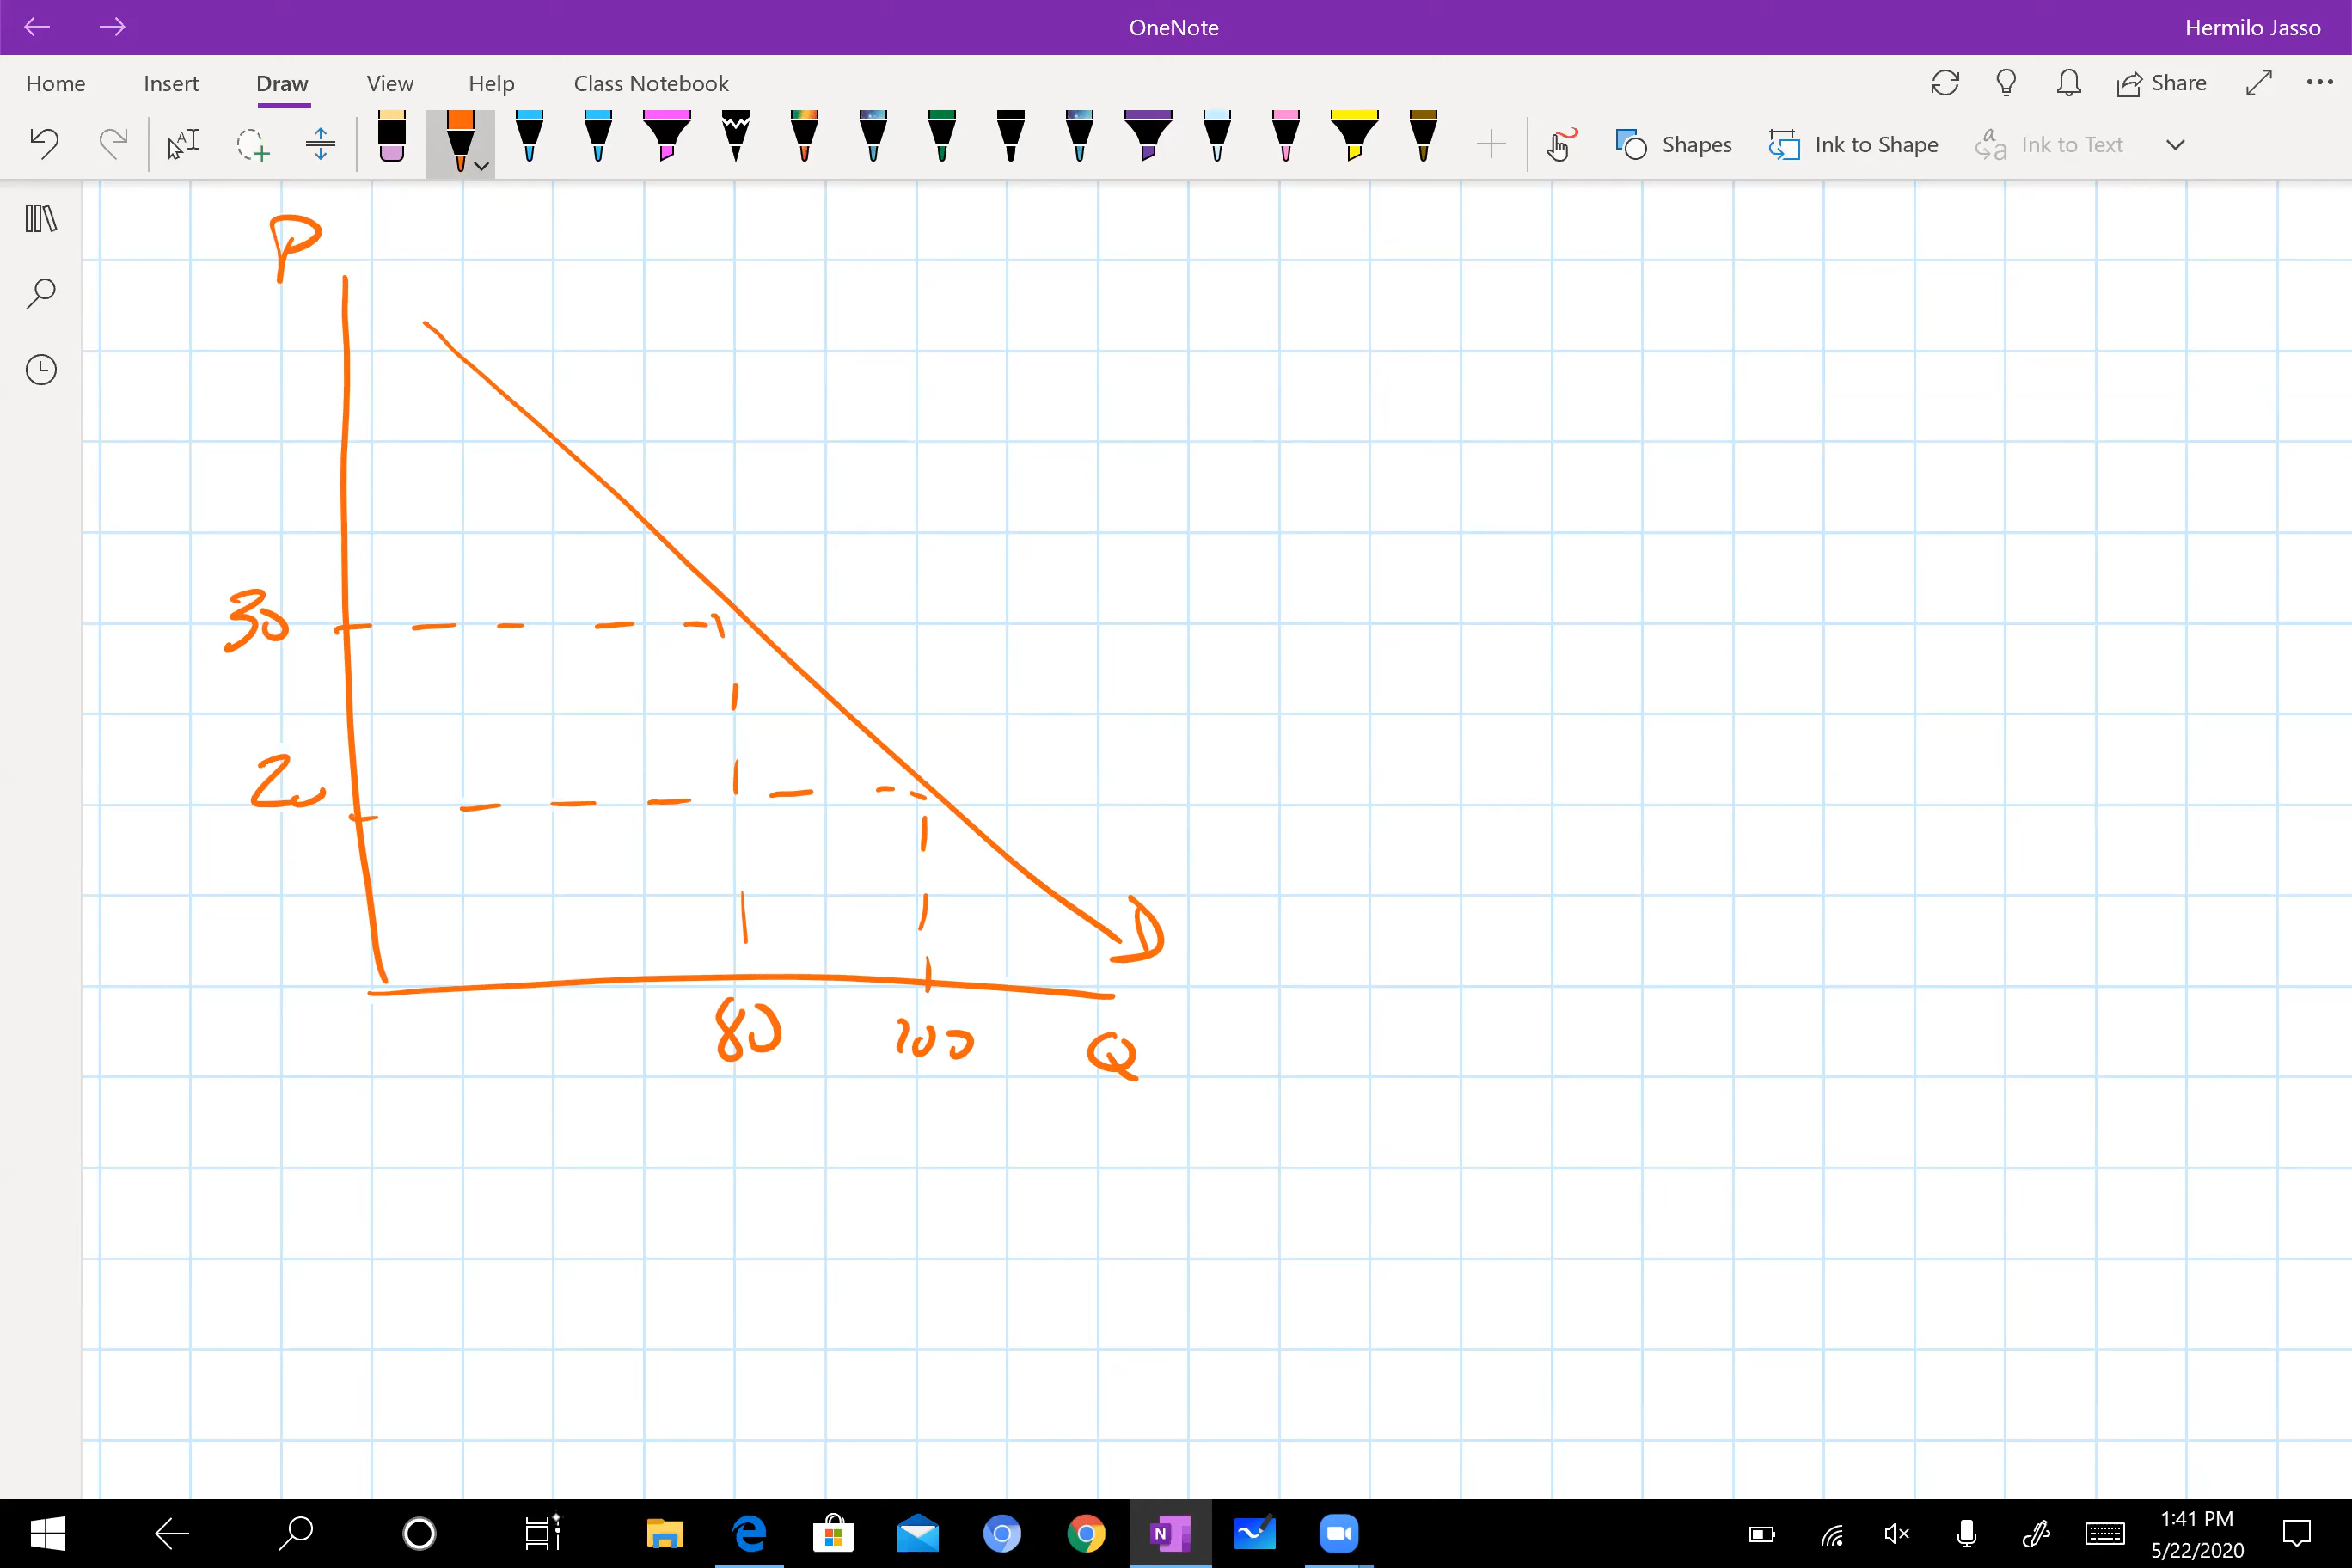 OneNote
Hermilo Jasso
Home Insert Draw View Help Class Notebook
Share
Shapes Ink to Shape Ink to Text
P
30
20
D
80 100 Q
1:41 PM
5/22/2020